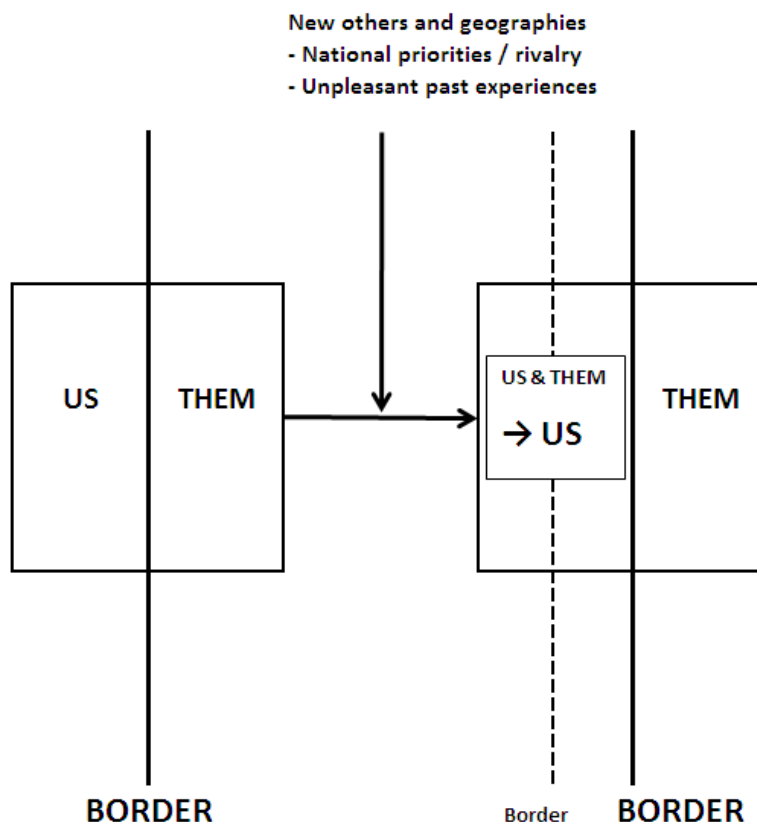 New others and geographies
- National priorities / rivalry
- Unpleasant past experiences
US
THEM
US & THEM
→ US
THEM
BORDER
Border
BORDER